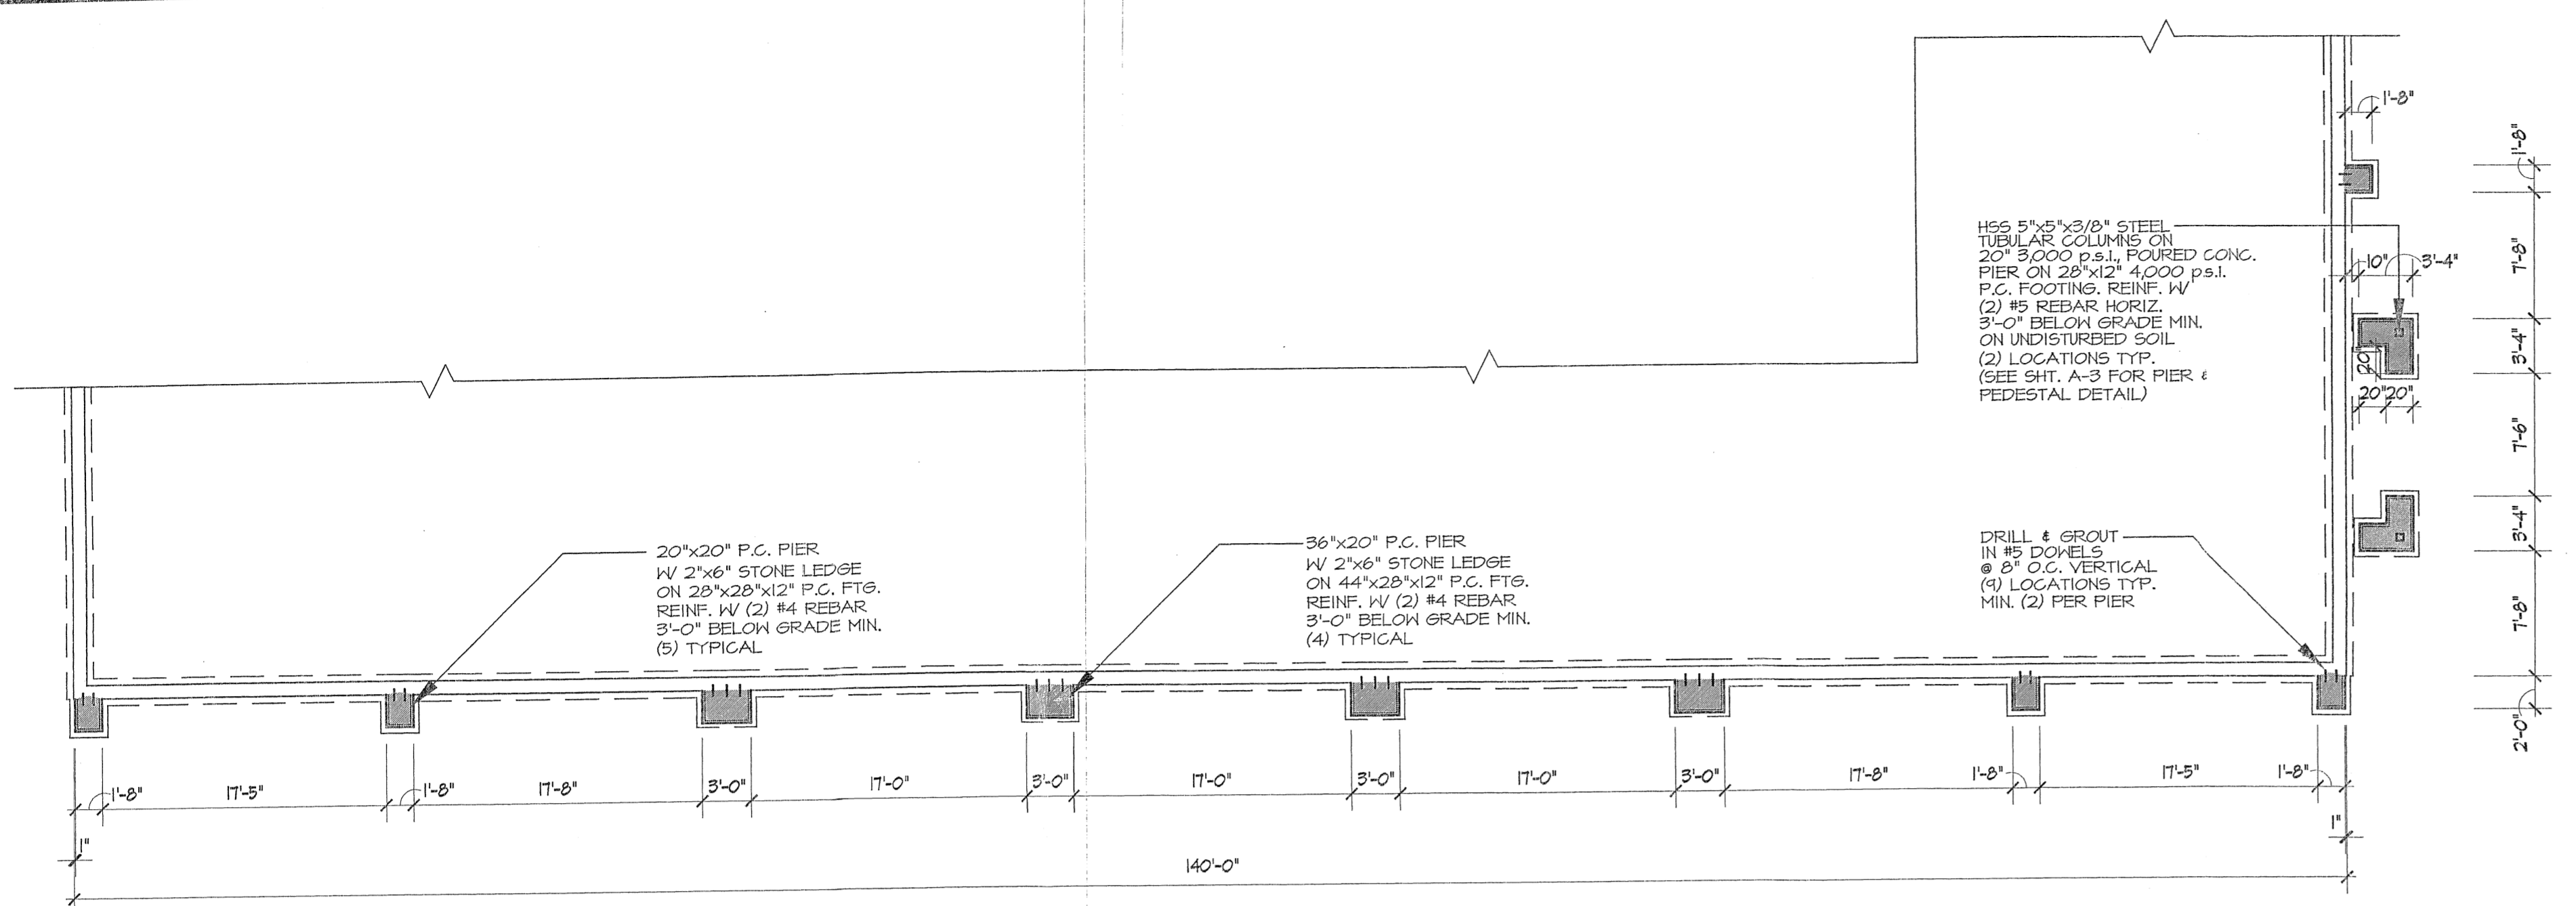 1'-8"
1'-8"
HSS 5"x5"x3/8" STEEL
TUBULAR COLUMNS ON
20" 3,000 p.s.i., POURED CONC.
PIER ON 28"x12" 4,000 p.s.i.
P.C. FOOTING. REINF. W/
(2) #5 REBAR HORIZ.
3'-0" BELOW GRADE MIN.
ON UNDISTURBED SOIL
(2) LOCATIONS TYP.
(SEE SHT. A-3 FOR PIER &
PEDESTAL DETAIL)
7'-8"
10"
3'-4"
3'-4"
20"
20"
20"
7'-6"
3'-4"
7'-8"
2'-0"
20"x20" P.C. PIER
W/ 2"x6" STONE LEDGE
ON 28"x28"x12" P.C. FTG.
REINF. W/ (2) #4 REBAR
3'-0" BELOW GRADE MIN.
(5) TYPICAL
36"x20" P.C. PIER
W/ 2"x6" STONE LEDGE
ON 44"x28"x12" P.C. FTG.
REINF. W/ (2) #4 REBAR
3'-0" BELOW GRADE MIN.
(4) TYPICAL
DRILL & GROUT
IN #5 DOWELS
@ 8" O.C. VERTICAL
(9) LOCATIONS TYP.
MIN. (2) PER PIER
1'-8"
17'-5"
1'-8"
17'-8"
3'-0"
17'-0"
3'-0"
17'-0"
3'-0"
17'-0"
3'-0"
17'-8"
1'-8"
17'-5"
1'-8"
1"
1"
140'-0"